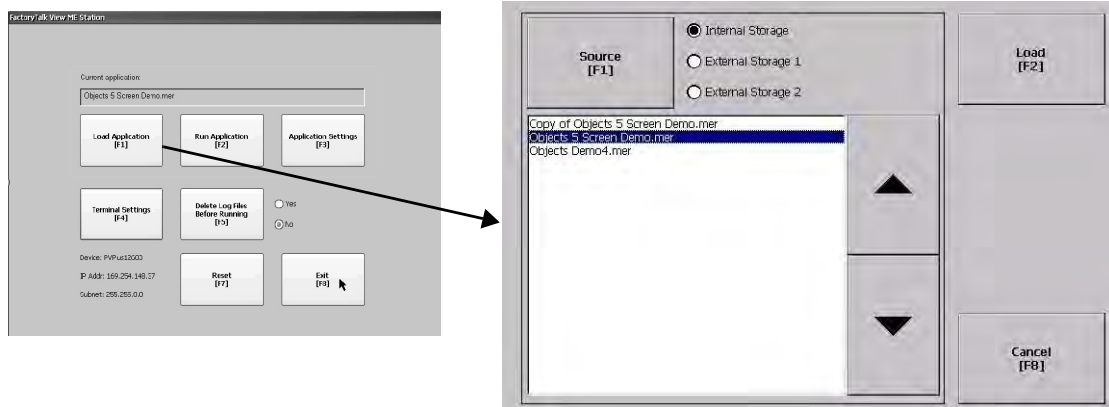 FactoryTalk View ME Station
Current application:
Objects 5 Screen Demo.mer
Load Application
[F1]
Run Application
[F2]
Application Settings
[F3]
Terminal Settings
[F4]
Delete Log Files
Before Running
[F5]
Yes
No
Device: PVPus12G03
IP Addr: 169.254.148.37
Subnet: 255.255.0.0
Reset
[F7]
Exit
[F8]
Source
[F1]
Internal Storage
External Storage 1
External Storage 2
Load
[F2]
Copy of Objects 5 Screen Demo.mer
Objects 5 Screen Demo.mer
Objects Demo4.mer
Cancel
[F8]